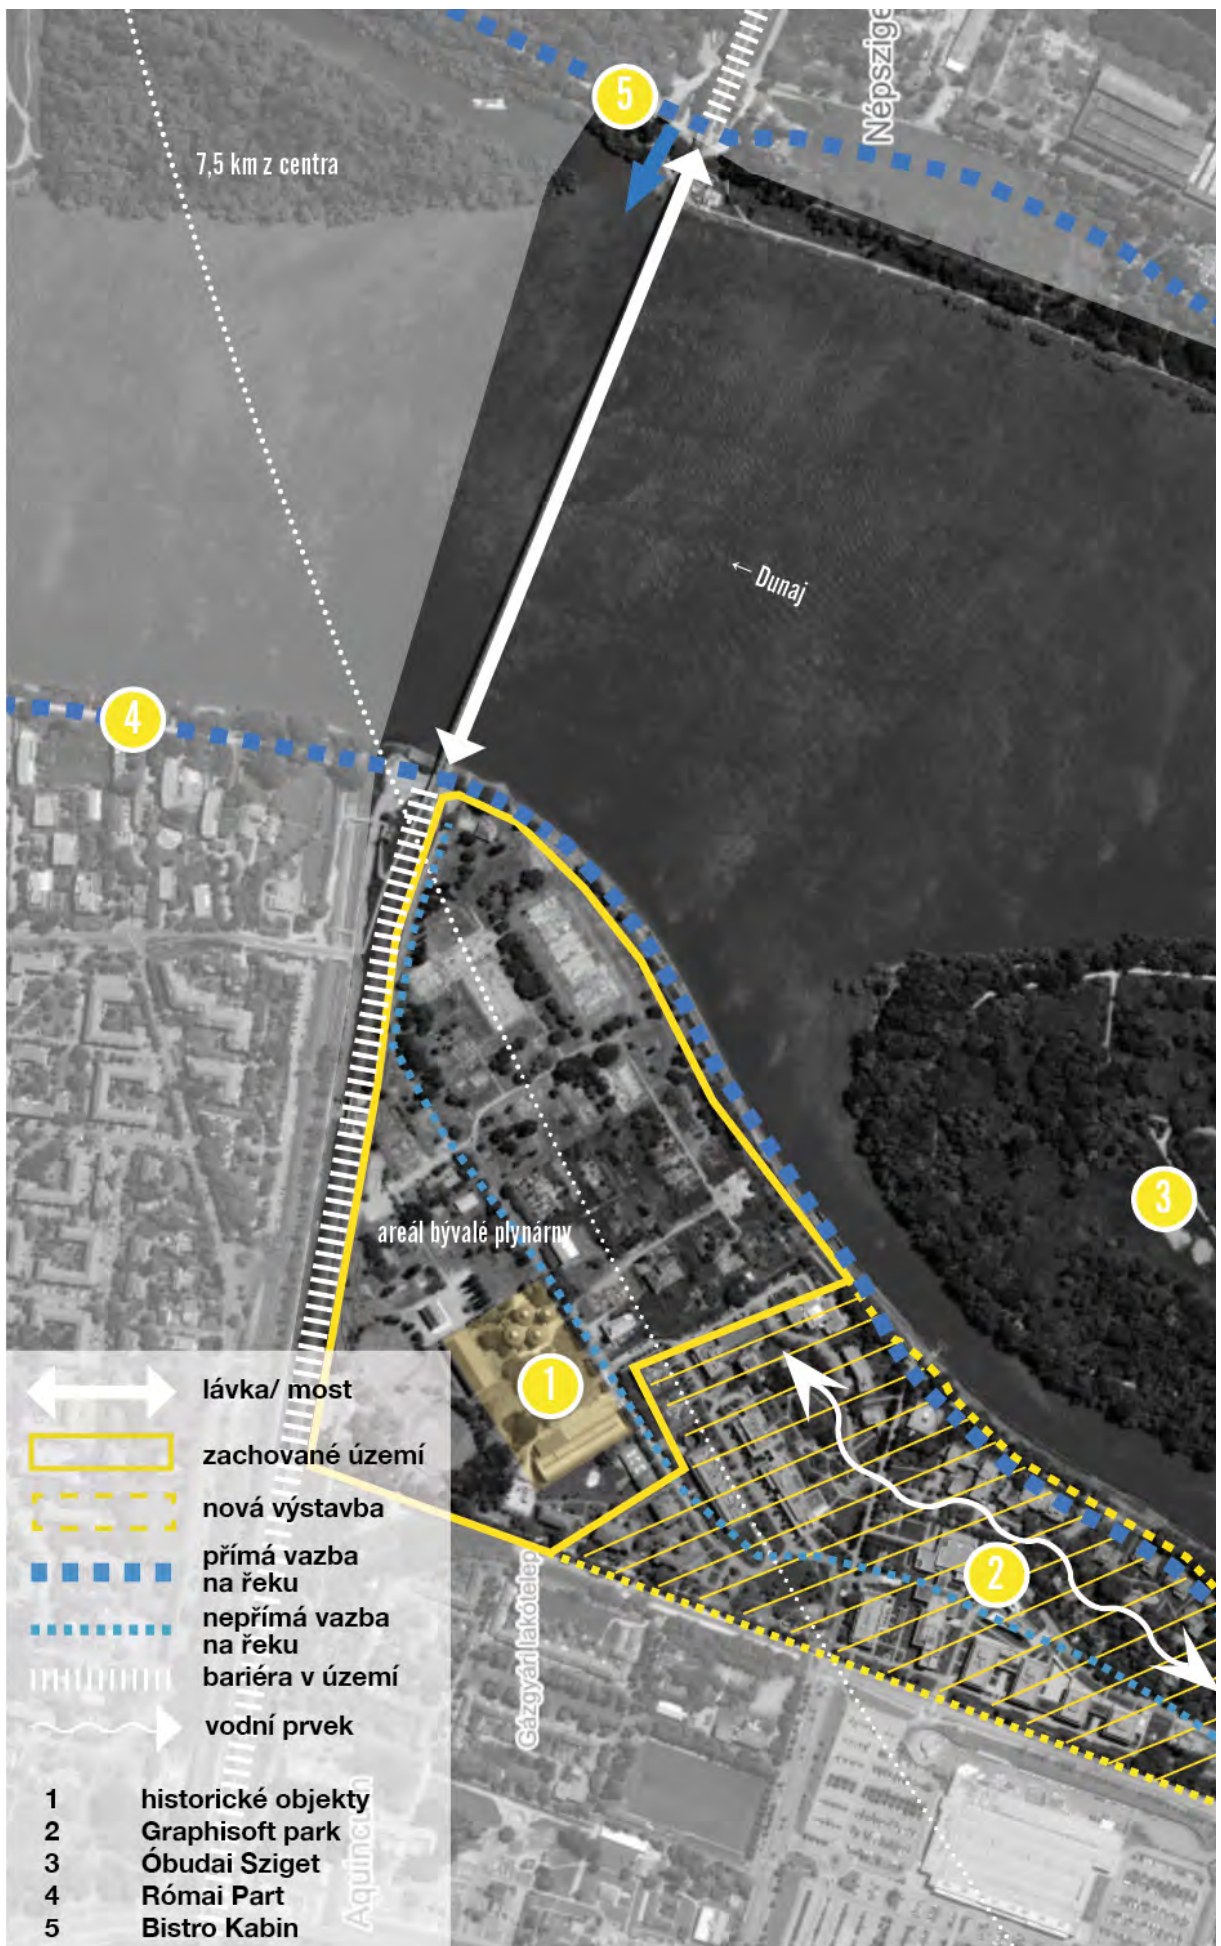 Népszige
5
7,5 km z centra
← Dunaj
4
3
areál bývalé plynárny
1
2
Gázgyári lakótelep
Aquincum
lávka/ most
zachované území
nová výstavba
přímá vazba
na řeku
nepřímá vazba
na řeku
bariéra v území
vodní prvek
1 historické objekty
2 Graphisoft park
3 Óbudai Sziget
4 Római Part
5 Bistro Kabin